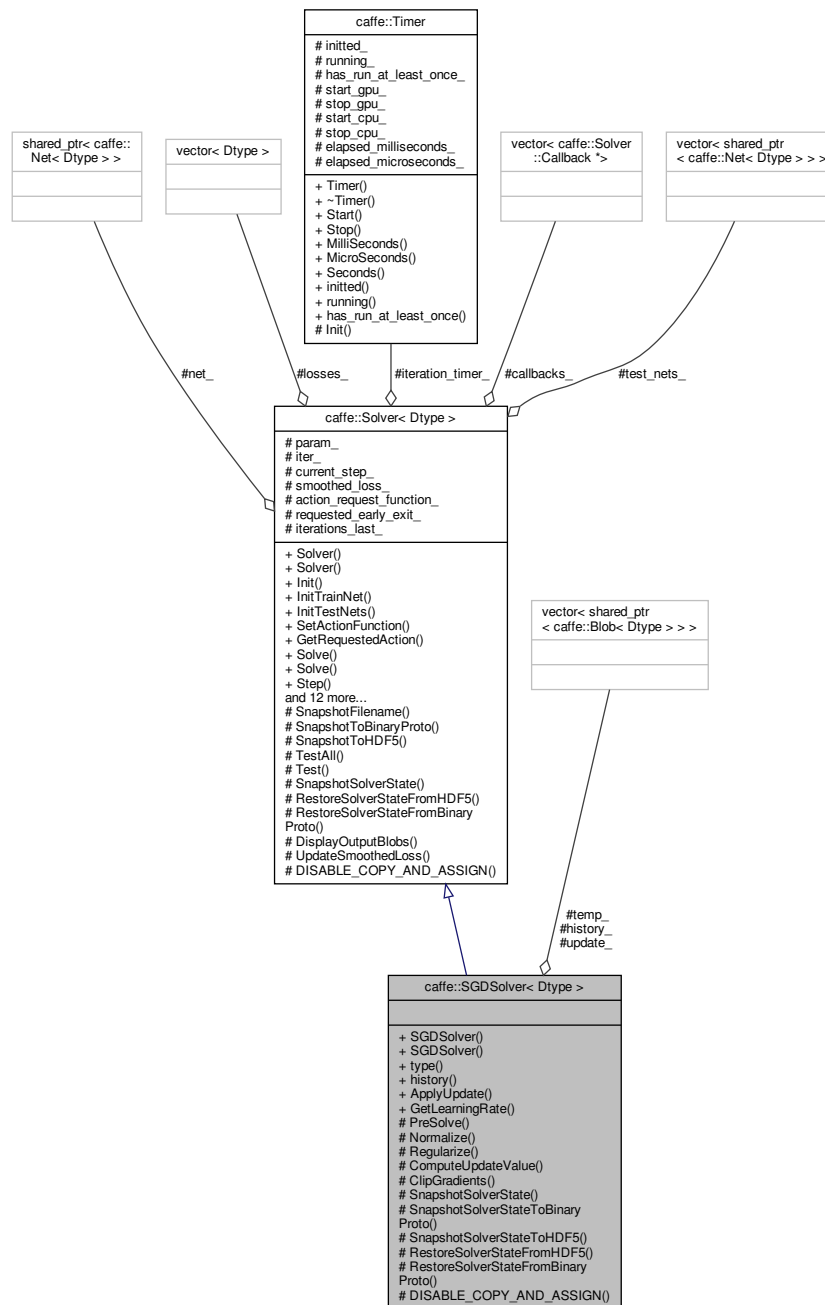 caffe::Timer
# initted_
# running_
# has_run_at_least_once_
# start_gpu_
# stop_gpu_
# start_cpu_
# stop_cpu_
# elapsed_milliseconds_
# elapsed_microseconds_
+ Timer()
+ ~Timer()
+ Start()
+ Stop()
+ MilliSeconds()
+ MicroSeconds()
+ Seconds()
+ initted()
+ running()
+ has_run_at_least_once()
# Init()
shared_ptr< caffe::
Net< Dtype > >
vector< Dtype >
vector< caffe::Solver
::Callback *>
vector< shared_ptr
< caffe::Net< Dtype > > >
#net_
#losses_
#iteration_timer_
#callbacks_
#test_nets_
caffe::Solver< Dtype >
# param_
# iter_
# current_step_
# smoothed_loss_
# action_request_function_
# requested_early_exit_
# iterations_last_
+ Solver()
+ Solver()
+ Init()
+ InitTrainNet()
+ InitTestNets()
+ SetActionFunction()
+ GetRequestedAction()
+ Solve()
+ Solve()
+ Step()
and 12 more...
# SnapshotFilename()
# SnapshotToBinaryProto()
# SnapshotToHDF5()
# TestAll()
# Test()
# SnapshotSolverState()
# RestoreSolverStateFromHDF5()
# RestoreSolverStateFromBinary
Proto()
# DisplayOutputBlobs()
# UpdateSmoothedLoss()
# DISABLE_COPY_AND_ASSIGN()
vector< shared_ptr
< caffe::Blob< Dtype > > >
#temp_
#history_
#update_
caffe::SGDSolver< Dtype >
+ SGDSolver()
+ SGDSolver()
+ type()
+ history()
+ ApplyUpdate()
+ GetLearningRate()
# PreSolve()
# Normalize()
# Regularize()
# ComputeUpdateValue()
# ClipGradients()
# SnapshotSolverState()
# SnapshotSolverStateToBinary
Proto()
# SnapshotSolverStateToHDF5()
# RestoreSolverStateFromHDF5()
# RestoreSolverStateFromBinary
Proto()
# DISABLE_COPY_AND_ASSIGN()